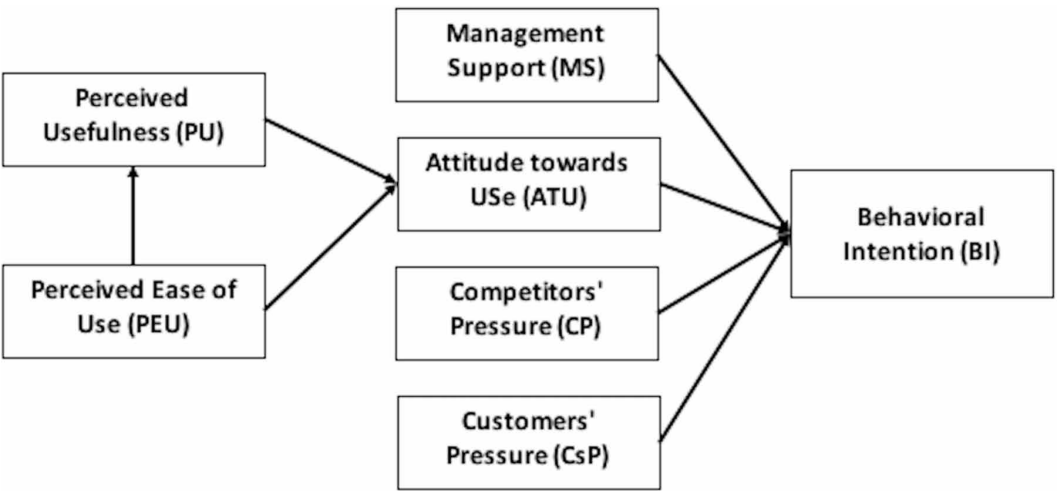 Management
Support (MS)
Perceived
Usefulness (PU)
Attitude towards
USe (ATU)
Behavioral
Intention (BI)
Perceived Ease of
Use (PEU)
Competitors'
Pressure (CP)
Customers'
Pressure (CsP)